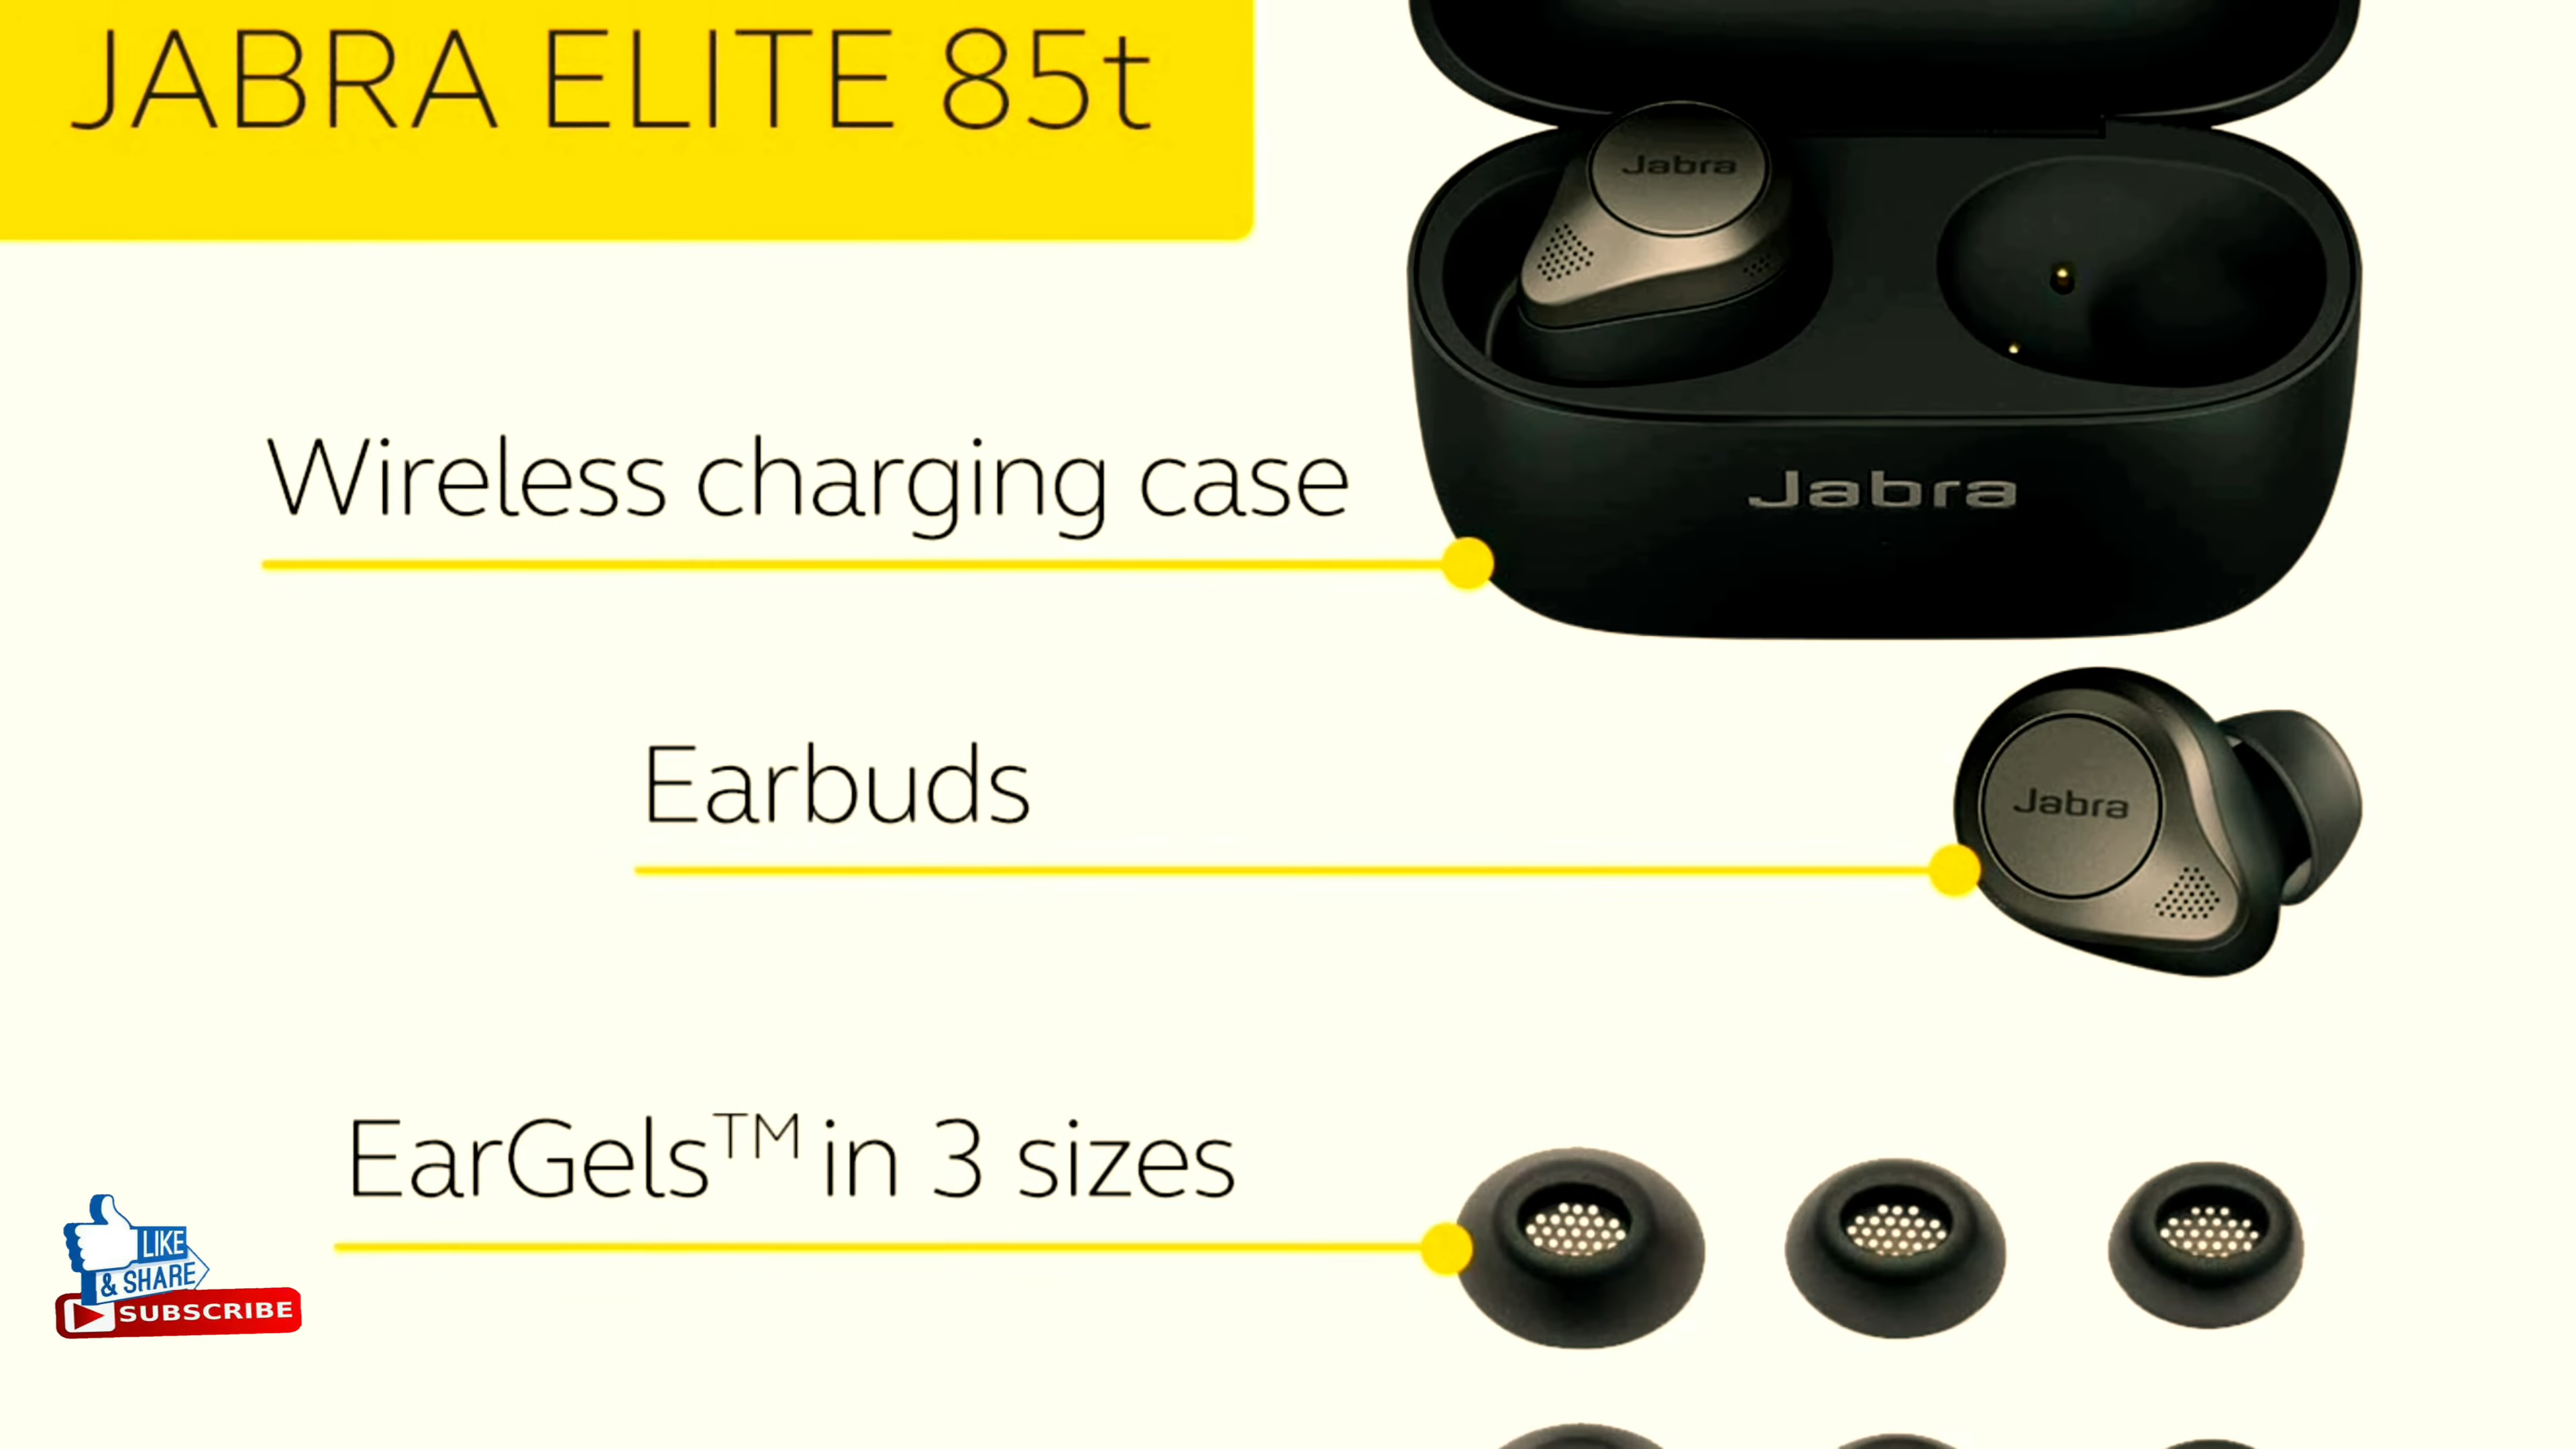 JABRA ELITE 85t
Jabra
Wireless charging case
Jabra
Earbuds
Jabra
EarGels™ in 3 sizes
LIKE
& SHARE
SUBSCRIBE